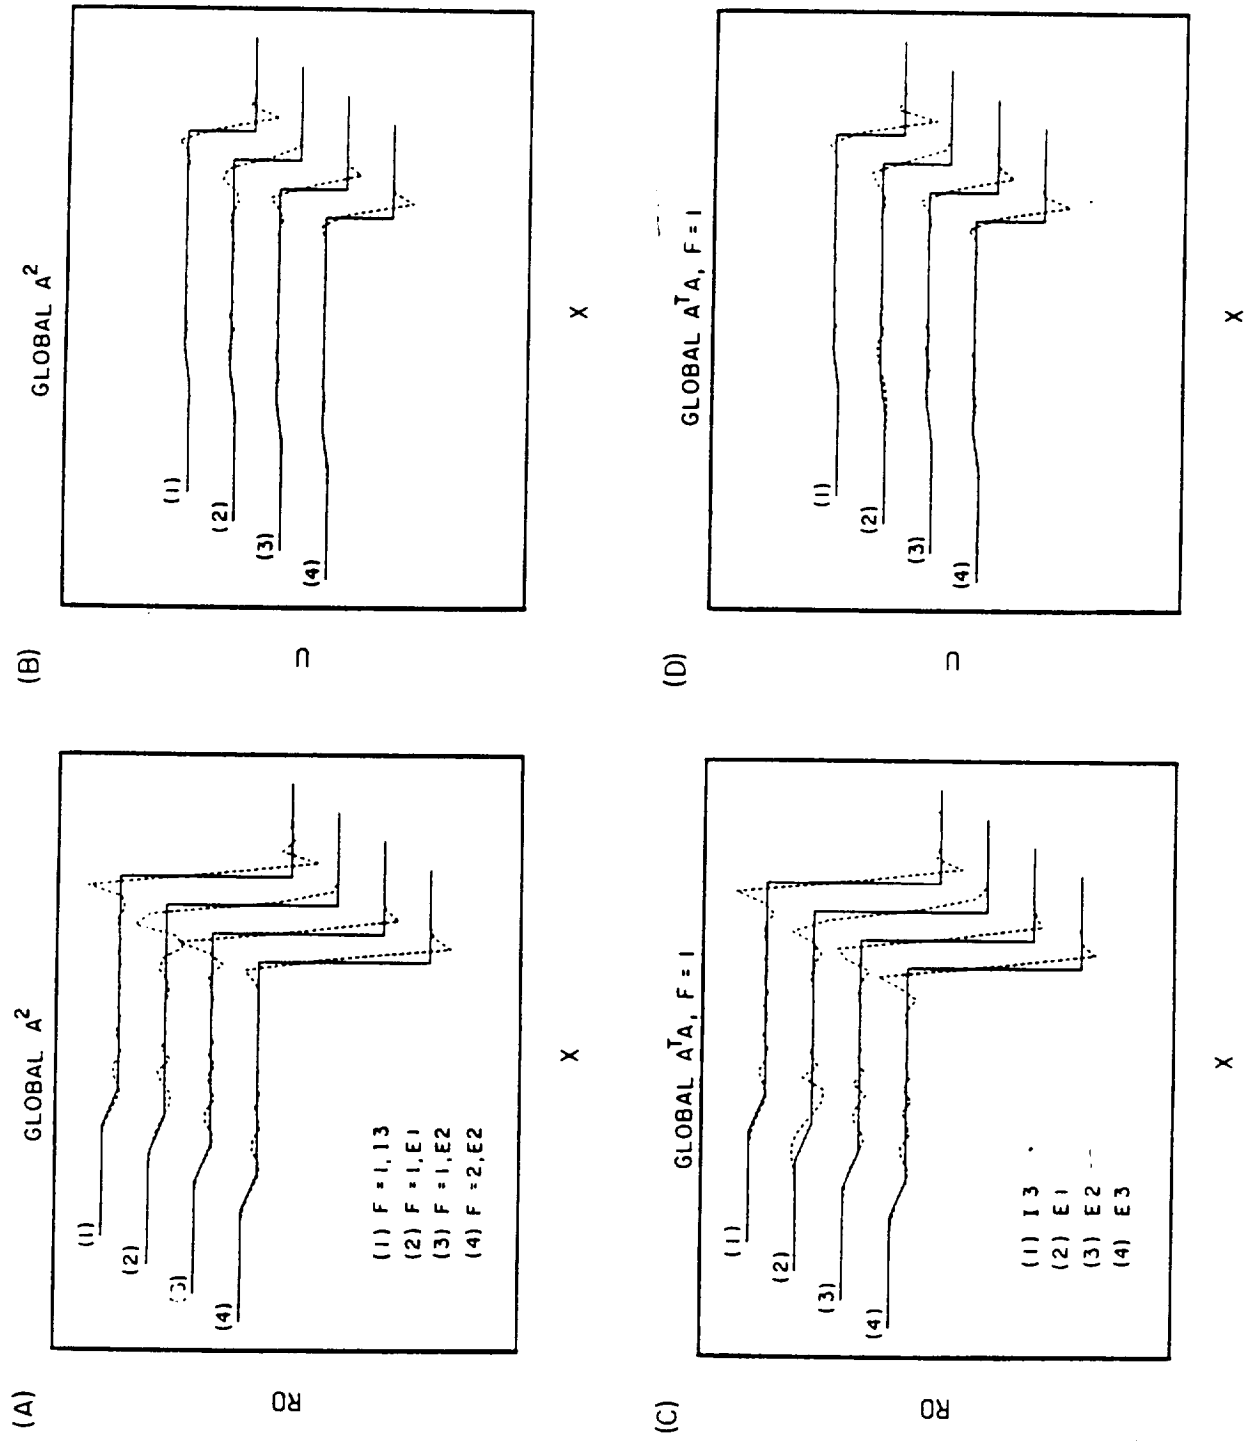 (A)
GLOBAL A²
RO
(1)
(2)
(3)
(4)
(1) F = 1, I3
(2) F = 1, E1
(3) F = 1, E2
(4) F = 2, E2
X
(B)
GLOBAL A²
U
(1)
(2)
(3)
(4)
X
(C)
GLOBAL AᵀA, F = 1
RO
(1)
(2)
(3)
(4)
(1) I3
(2) E1
(3) E2
(4) E3
X
(D)
GLOBAL AᵀA, F = 1
U
(1)
(2)
(3)
(4)
X